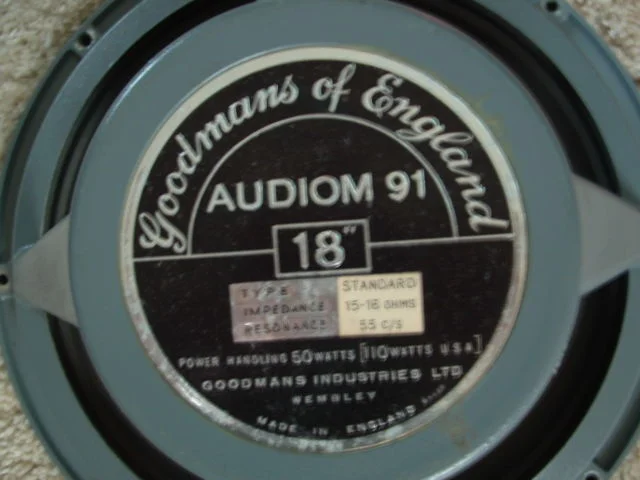 Goodmans of England
AUDIOM 91
18"
TYPE STANDARD
IMPEDANCE 15-16 OHMS
RESONANCE 55 C/S
POWER HANDLING 50 WATTS [110 WATTS U.S.A]
GOODMANS INDUSTRIES LTD
WEMBLEY
MADE IN ENGLAND